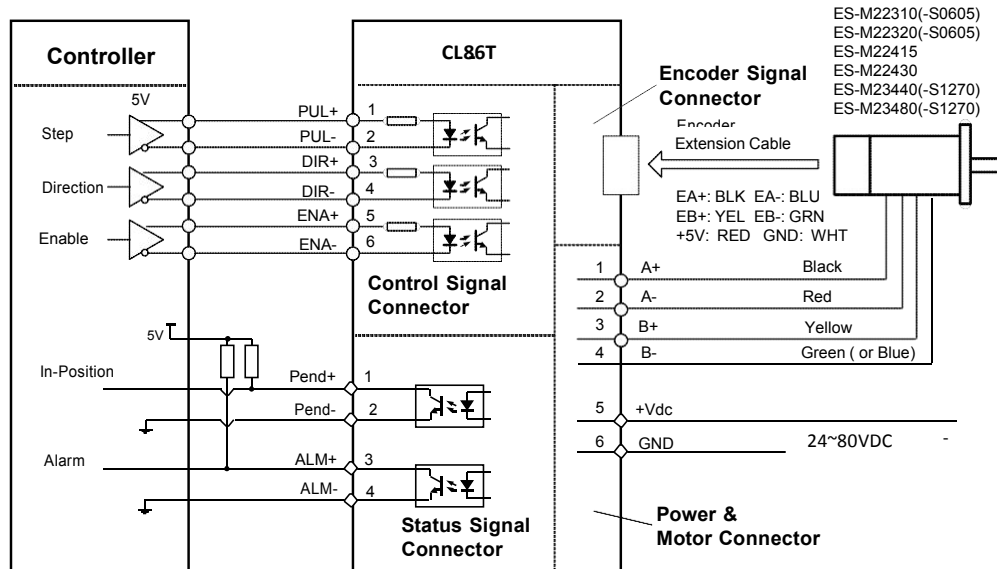 Controller
5V
Step
Direction
Enable
5V
In-Position
Alarm
CL86T
PUL+ 1
PUL- 2
DIR+ 3
DIR- 4
ENA+ 5
ENA- 6
Control Signal
Connector
Pend+ 1
Pend- 2
ALM+ 3
ALM- 4
Status Signal
Connector
Encoder Signal
Connector
Encoder
Extension Cable
EA+: BLK EA-: BLU
EB+: YEL EB-: GRN
+5V: RED GND: WHT
ES-M22310(-S0605)
ES-M22320(-S0605)
ES-M22415
ES-M22430
ES-M23440(-S1270)
ES-M23480(-S1270)
1 A+ Black
2 A- Red
3 B+ Yellow
4 B- Green ( or Blue)
5 +Vdc
6 GND
24~80VDC -
Power &
Motor Connector